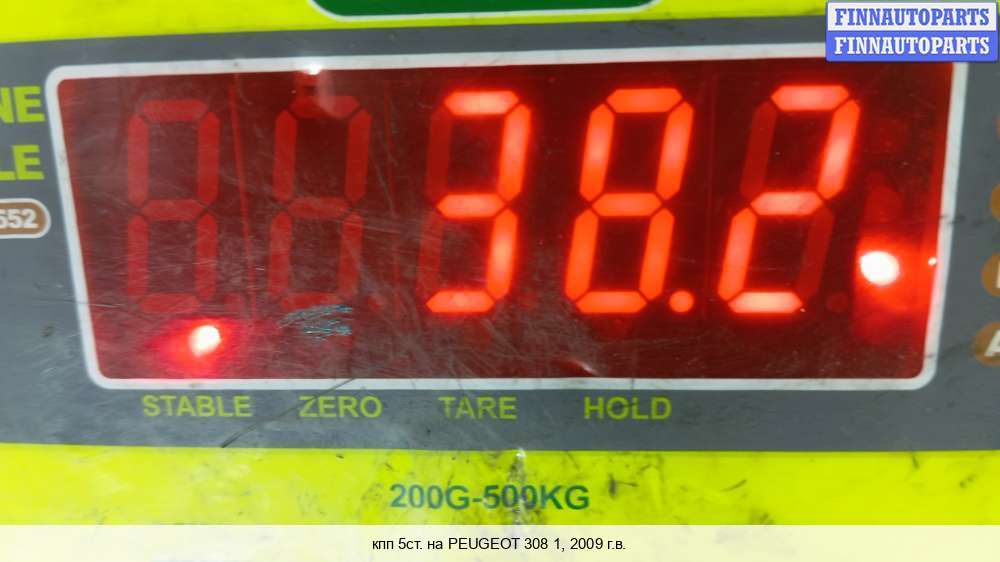 FINNAUTOPARTS
FINNAUTOPARTS
NE
LE
552
38.2
STABLE ZERO TARE HOLD
200G-500KG
кпп 5ст. на PEUGEOT 308 1, 2009 г.в.